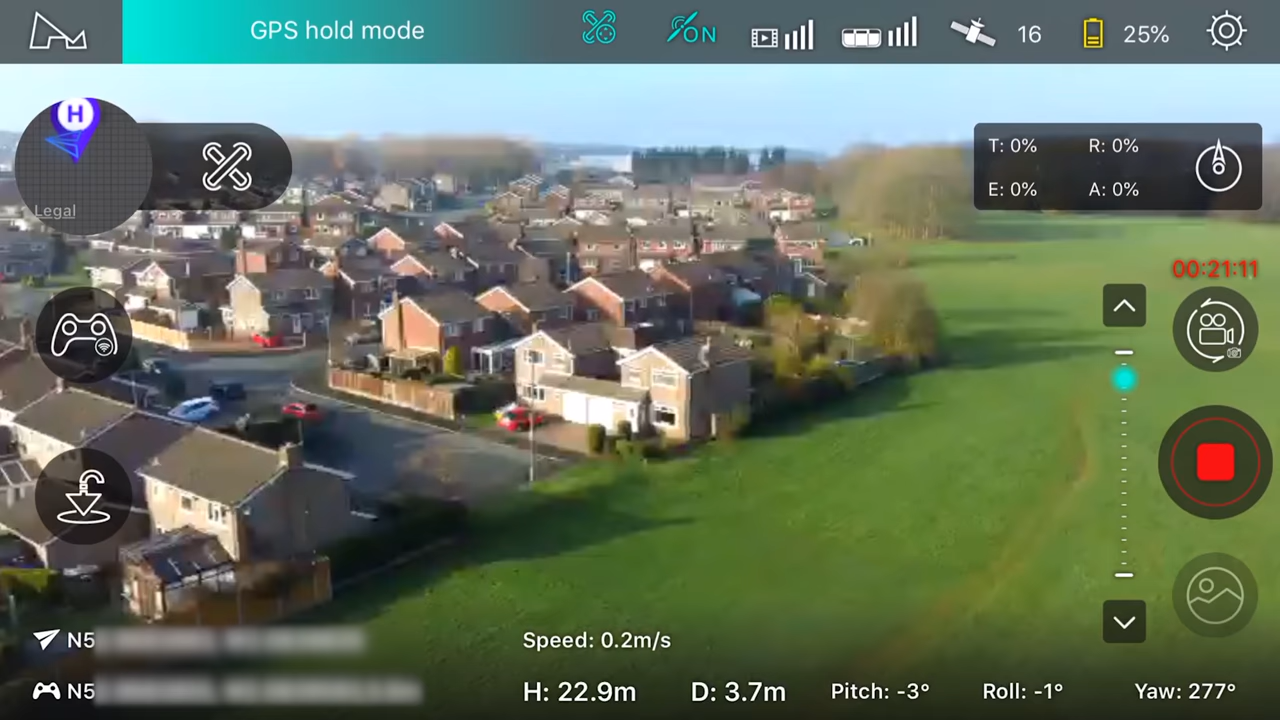 GPS hold mode
ON
16
25%
H
Legal
T: 0% R: 0%
E: 0% A: 0%
00:21:11
N5
Speed: 0.2m/s
N5
H: 22.9m D: 3.7m Pitch: -3° Roll: -1° Yaw: 277°